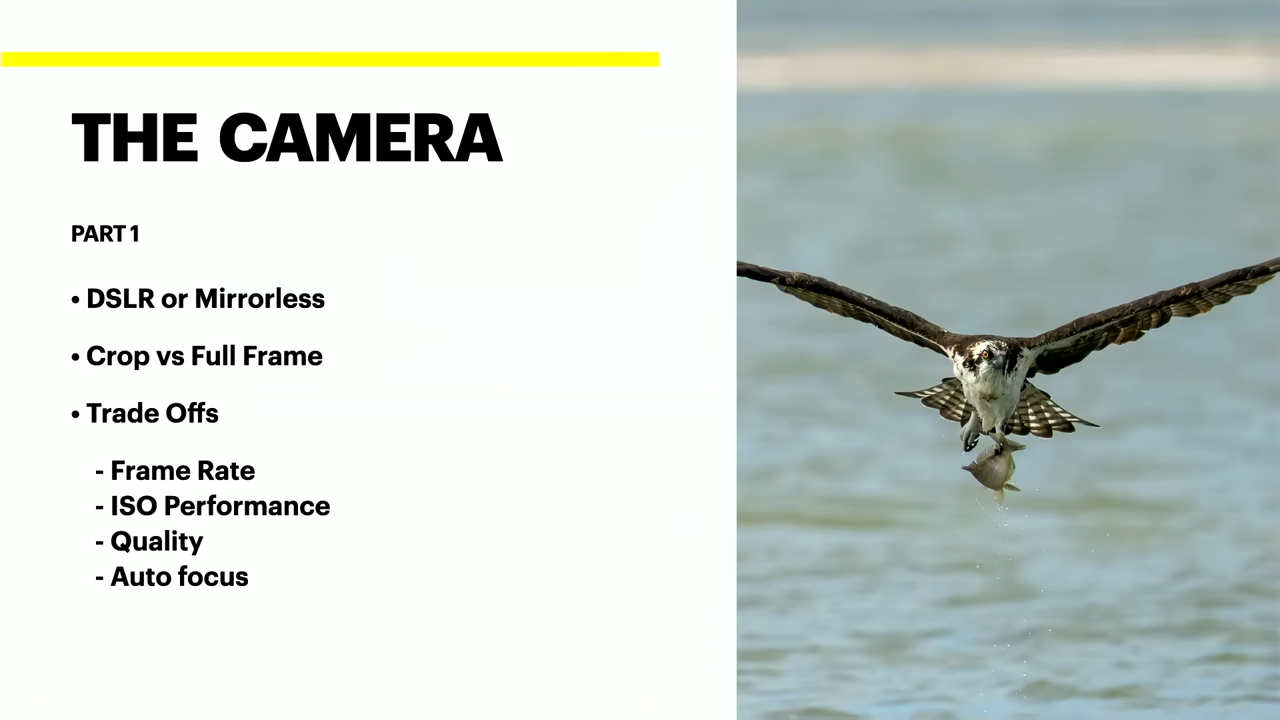 THE CAMERA
PART 1
• DSLR or Mirrorless
• Crop vs Full Frame
• Trade Offs
- Frame Rate
- ISO Performance
- Quality
- Auto focus